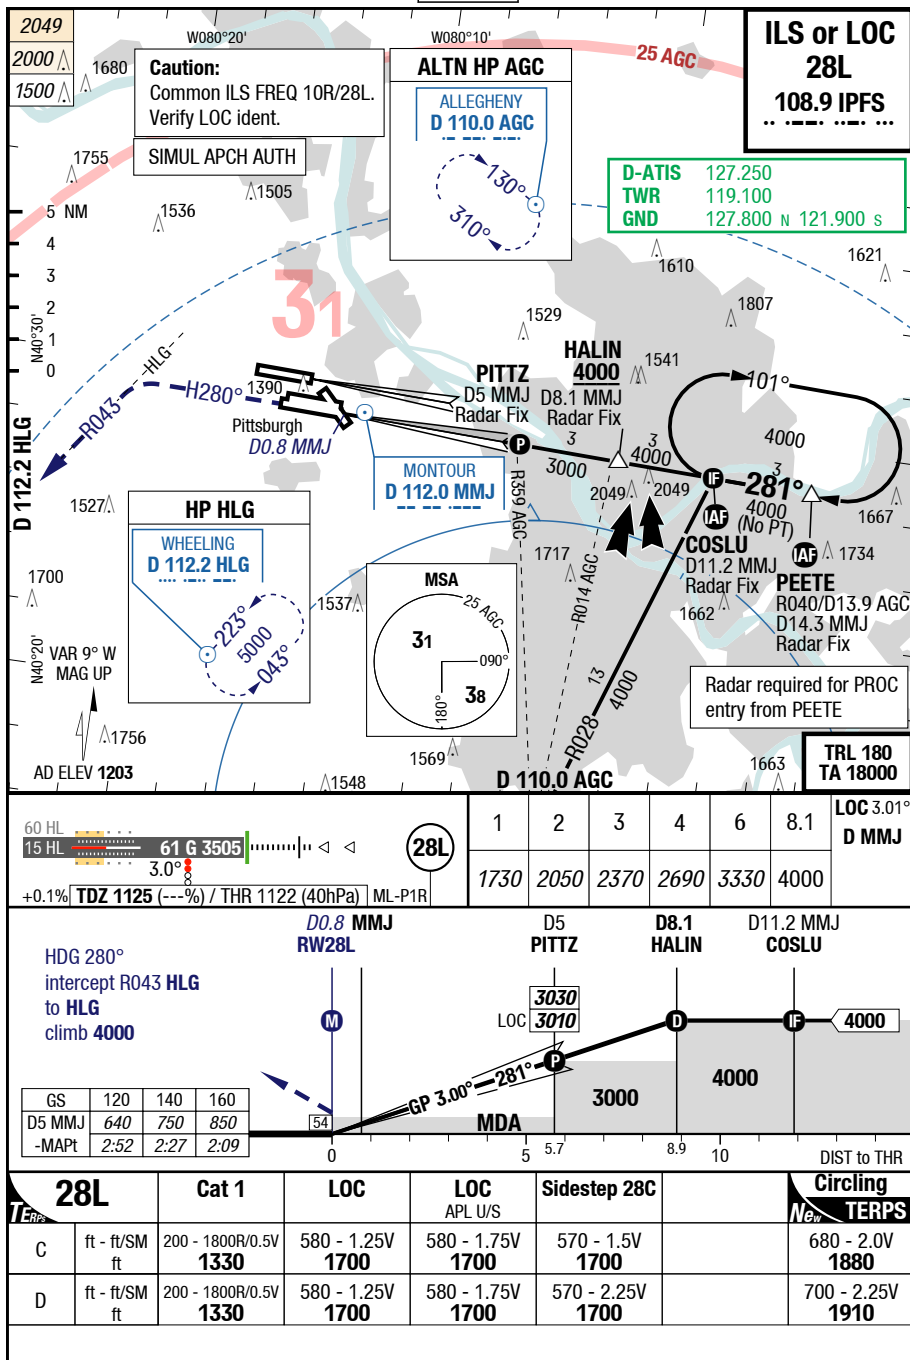 2049
2000
1500
W080°20'
W080°10'
25 AGC
ILS or LOC
28L
108.9 IPFS
Caution:
Common ILS FREQ 10R/28L.
Verify LOC ident.
SIMUL APCH AUTH
ALTN HP AGC
ALLEGHENY
D 110.0 AGC
130°
310°
D-ATIS 127.250
TWR 119.100
GND 127.800 N 121.900 S
1680
1755
1505
1536
1610
1621
1807
1529
1541
5 NM
4
3
2
1
0
N40°30'
31
HLG
R043
H280°
1390
Pittsburgh
D0.8 MMJ
PITTZ
D5 MMJ
Radar Fix
HALIN
4000
D8.1 MMJ
Radar Fix
101°
4000
P
3
3000
3
4000
IF
3
281°
4000
(No PT)
2049
2049
1667
IAF
IAF
COSLU
D11.2 MMJ
Radar Fix
PEETE
R040/D13.9 AGC
D14.3 MMJ
Radar Fix
1734
1662
MONTOUR
D 112.0 MMJ
D 112.2 HLG
R359 AGC
R014 AGC
1527
1717
1700
1537
HP HLG
WHEELING
D 112.2 HLG
223°
5000
043°
MSA
25 AGC
31
090°
38
180°
N40°20'
VAR 9° W
MAG UP
1756
AD ELEV 1203
1548
1569
13
4000
R028
D 110.0 AGC
Radar required for PROC
entry from PEETE
1663
TRL 180
TA 18000
60 HL
15 HL
61 G 3505
3.0°
+0.1%
TDZ 1125 (---%) / THR 1122 (40hPa)
ML-P1R
28L
1 2 3 4 6 8.1 LOC 3.01°
D MMJ
1730 2050 2370 2690 3330 4000
D0.8 MMJ
RW28L
D5
PITTZ
D8.1
HALIN
D11.2 MMJ
COSLU
HDG 280°
intercept R043 HLG
to HLG
climb 4000
M
3030
LOC 3010
P
D
IF
4000
GP 3.00° 281°
3000
4000
MDA
54
GS 120 140 160
D5 MMJ 640 750 850
-MAPt 2:52 2:27 2:09
0 5 5.7 8.9 10 DIST to THR
28L
TERPS
Cat 1
LOC
LOC
APL U/S
Sidestep 28C
Circling
New TERPS
C ft - ft/SM 200 - 1800R/0.5V 580 - 1.25V 580 - 1.75V 570 - 1.5V 680 - 2.0V
ft 1330 1700 1700 1700 1880
D ft - ft/SM 200 - 1800R/0.5V 580 - 1.25V 580 - 1.75V 570 - 2.25V 700 - 2.25V
ft 1330 1700 1700 1700 1910